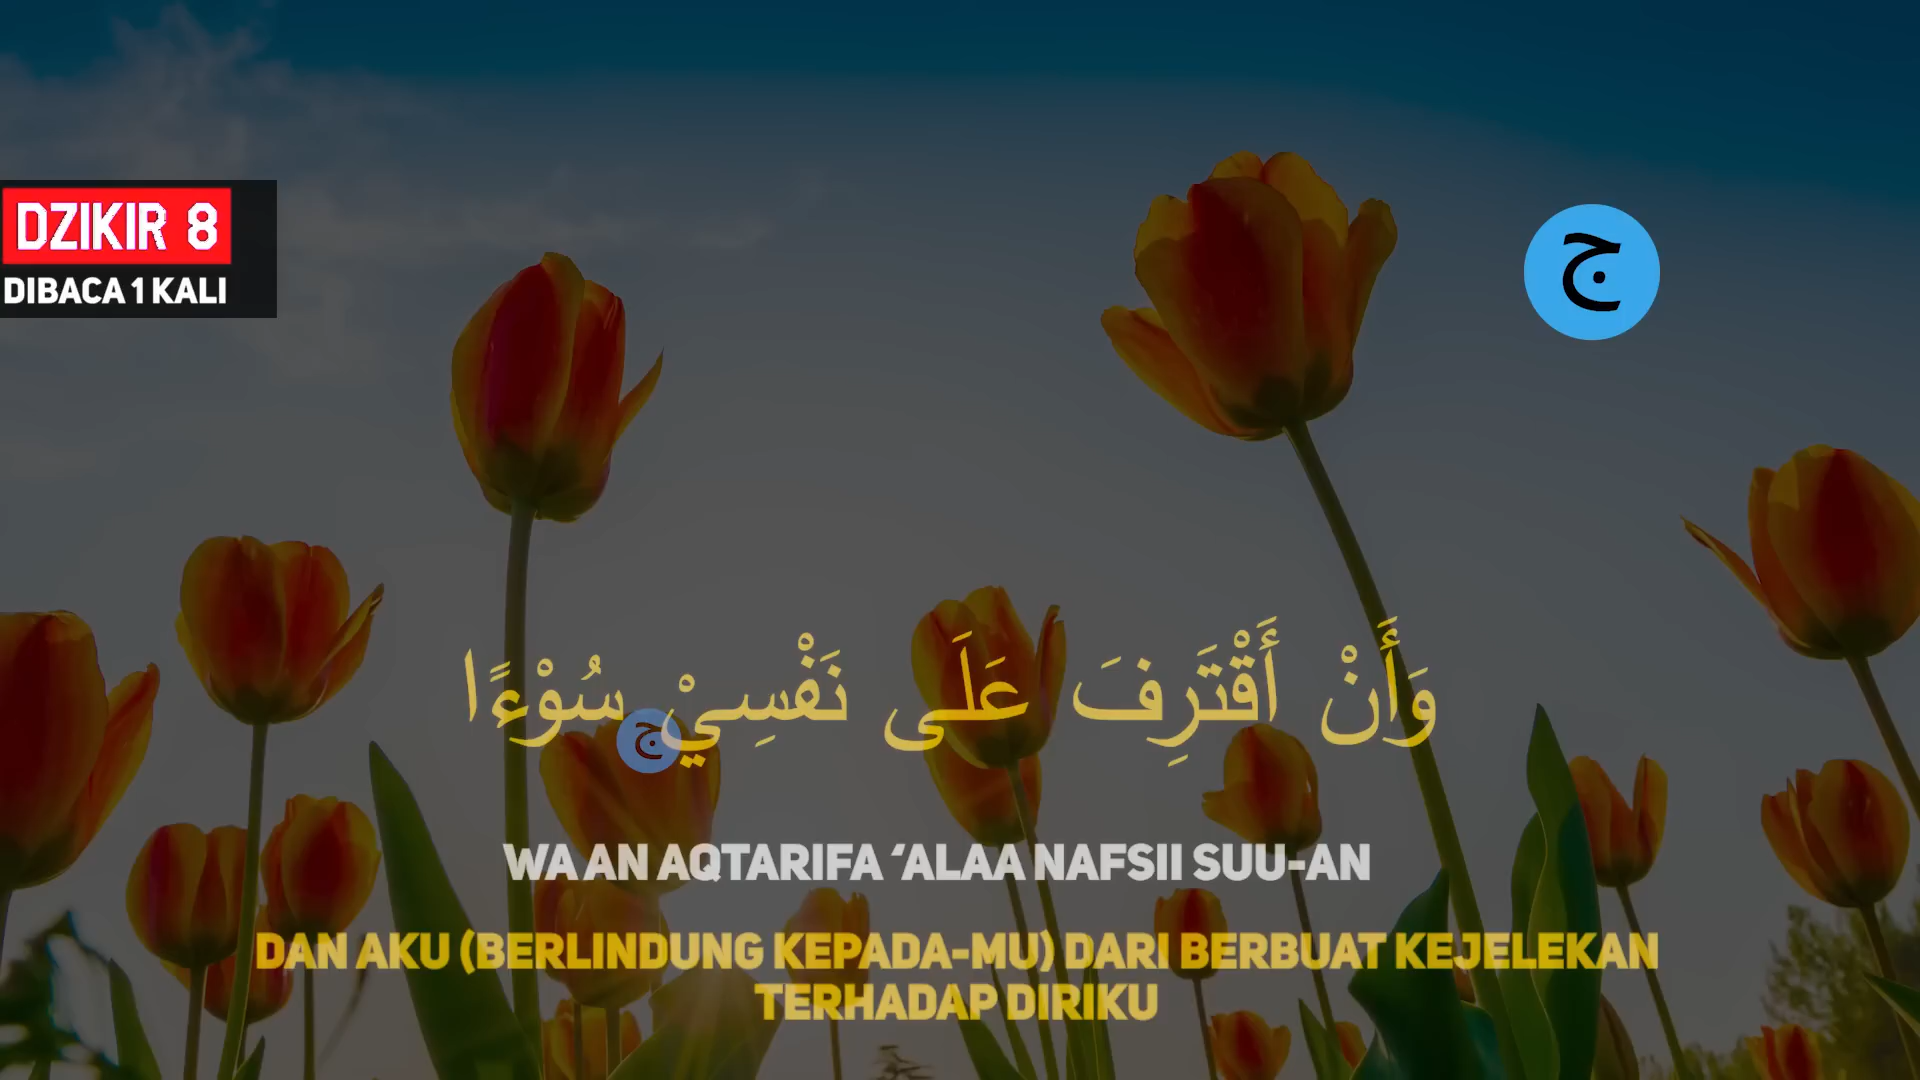 DZIKIR 8
DIBACA 1 KALI
ج
وَأَنْ أَقْتَرِفَ عَلَى نَفْسِيْ سُوْءًا
ج
WA AN AQTARIFA ‘ALAA NAFSII SUU-AN
DAN AKU (BERLINDUNG KEPADA-MU) DARI BERBUAT KEJELEKAN
TERHADAP DIRIKU